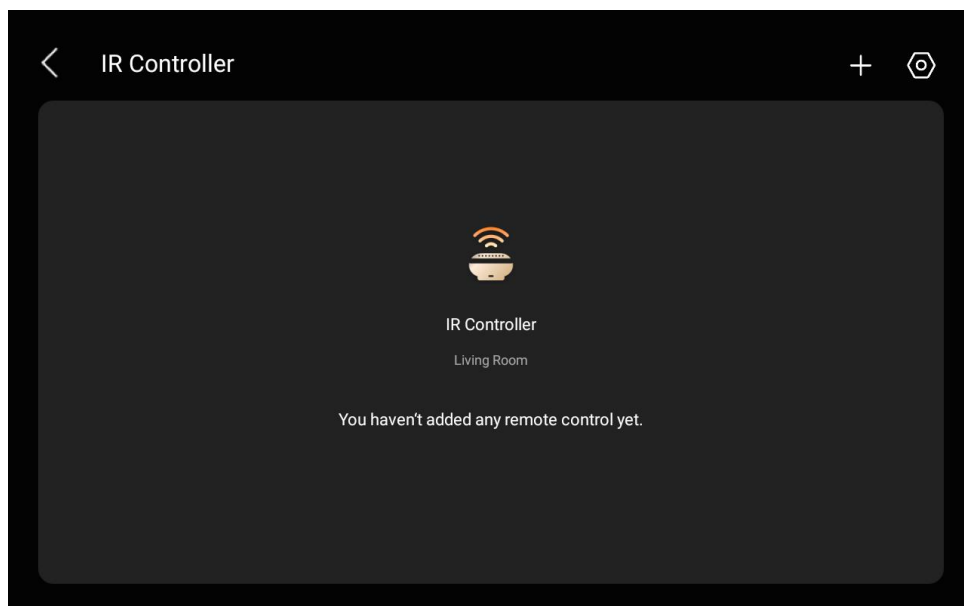 IR Controller
IR Controller
Living Room
You haven't added any remote control yet.